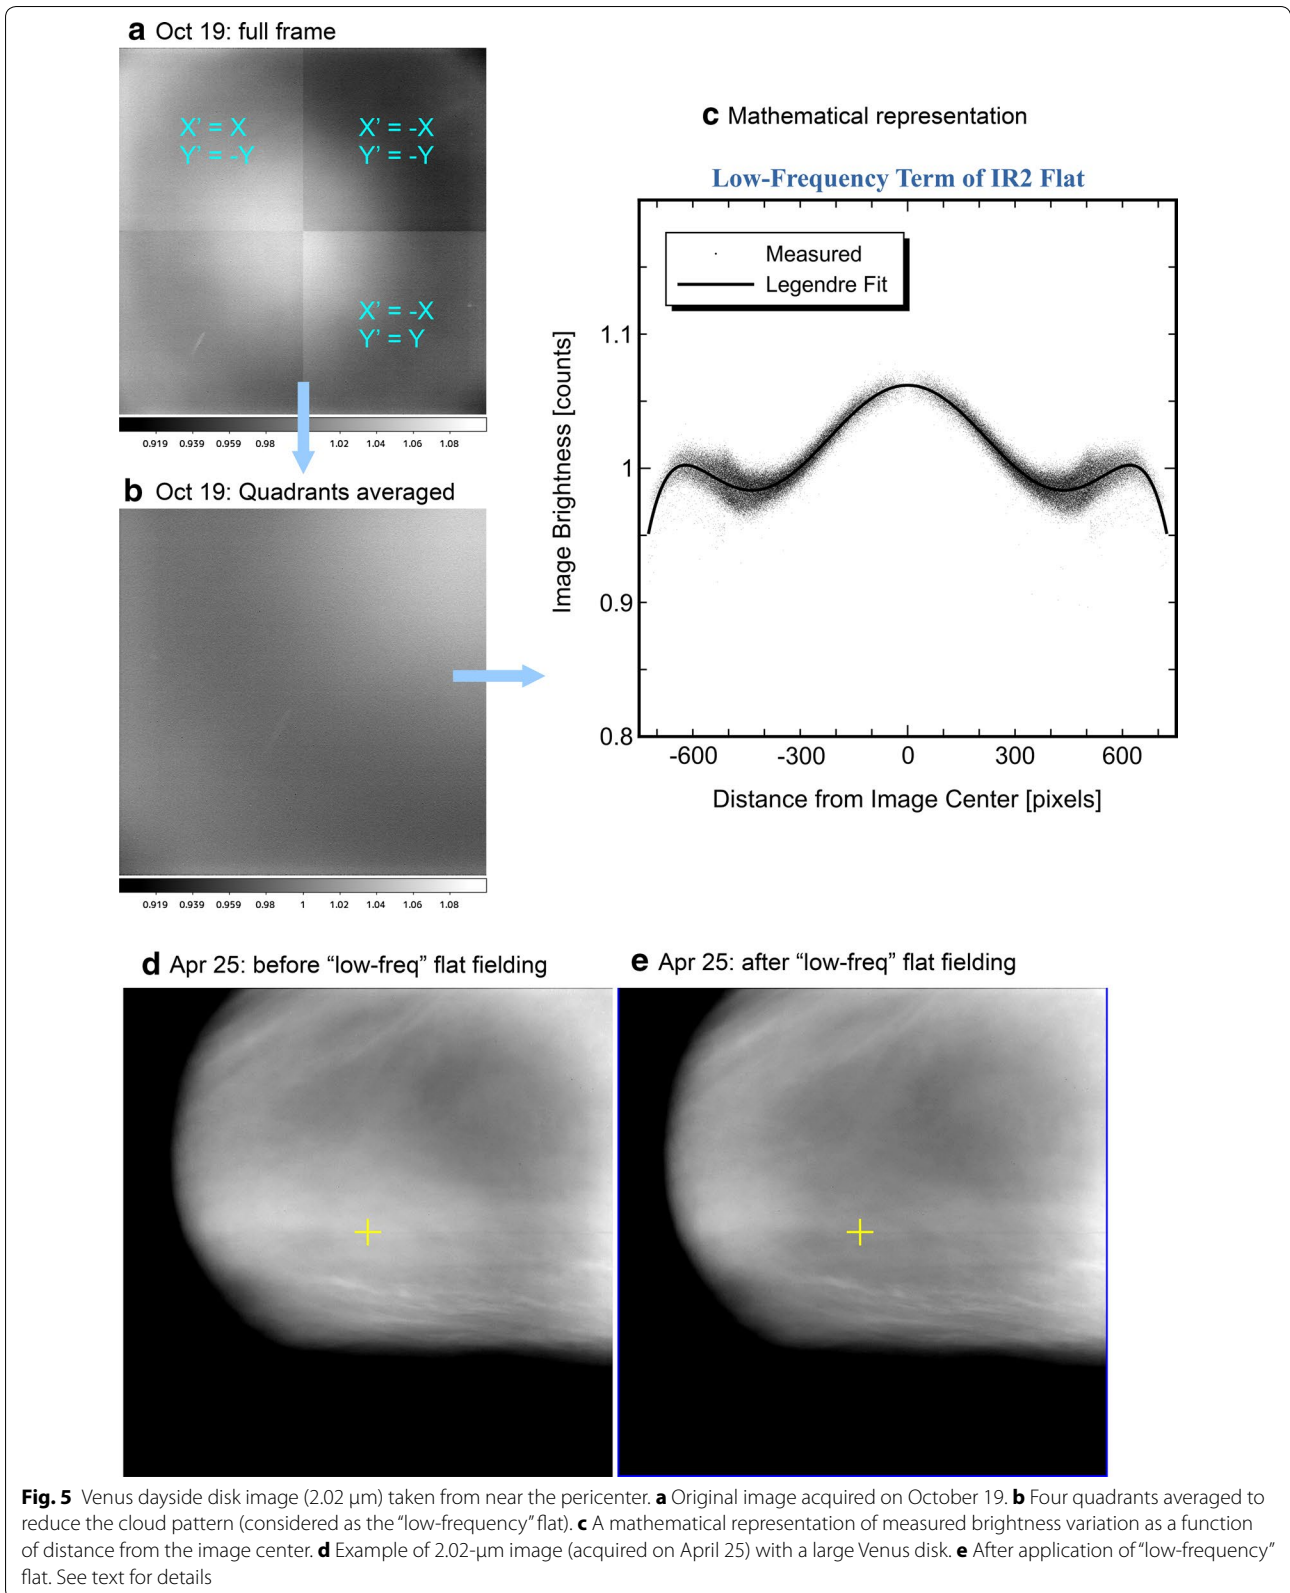 a Oct 19: full frame
X' = X
Y' = -Y
X' = -X
Y' = -Y
X' = -X
Y' = Y
0.919 0.939 0.959 0.98 1.02 1.04 1.06 1.08
b Oct 19: Quadrants averaged
0.919 0.939 0.959 0.98 1 1.02 1.04 1.06 1.08
c Mathematical representation
Low-Frequency Term of IR2 Flat
Measured
Legendre Fit
Image Brightness [counts]
1.1
1
0.9
0.8
-600 -300 0 300 600
Distance from Image Center [pixels]
d Apr 25: before “low-freq” flat fielding
e Apr 25: after “low-freq” flat fielding
Fig. 5 Venus dayside disk image (2.02 µm) taken from near the pericenter. a Original image acquired on October 19. b Four quadrants averaged to
reduce the cloud pattern (considered as the “low-frequency” flat). c A mathematical representation of measured brightness variation as a function
of distance from the image center. d Example of 2.02-µm image (acquired on April 25) with a large Venus disk. e After application of “low-frequency”
flat. See text for details